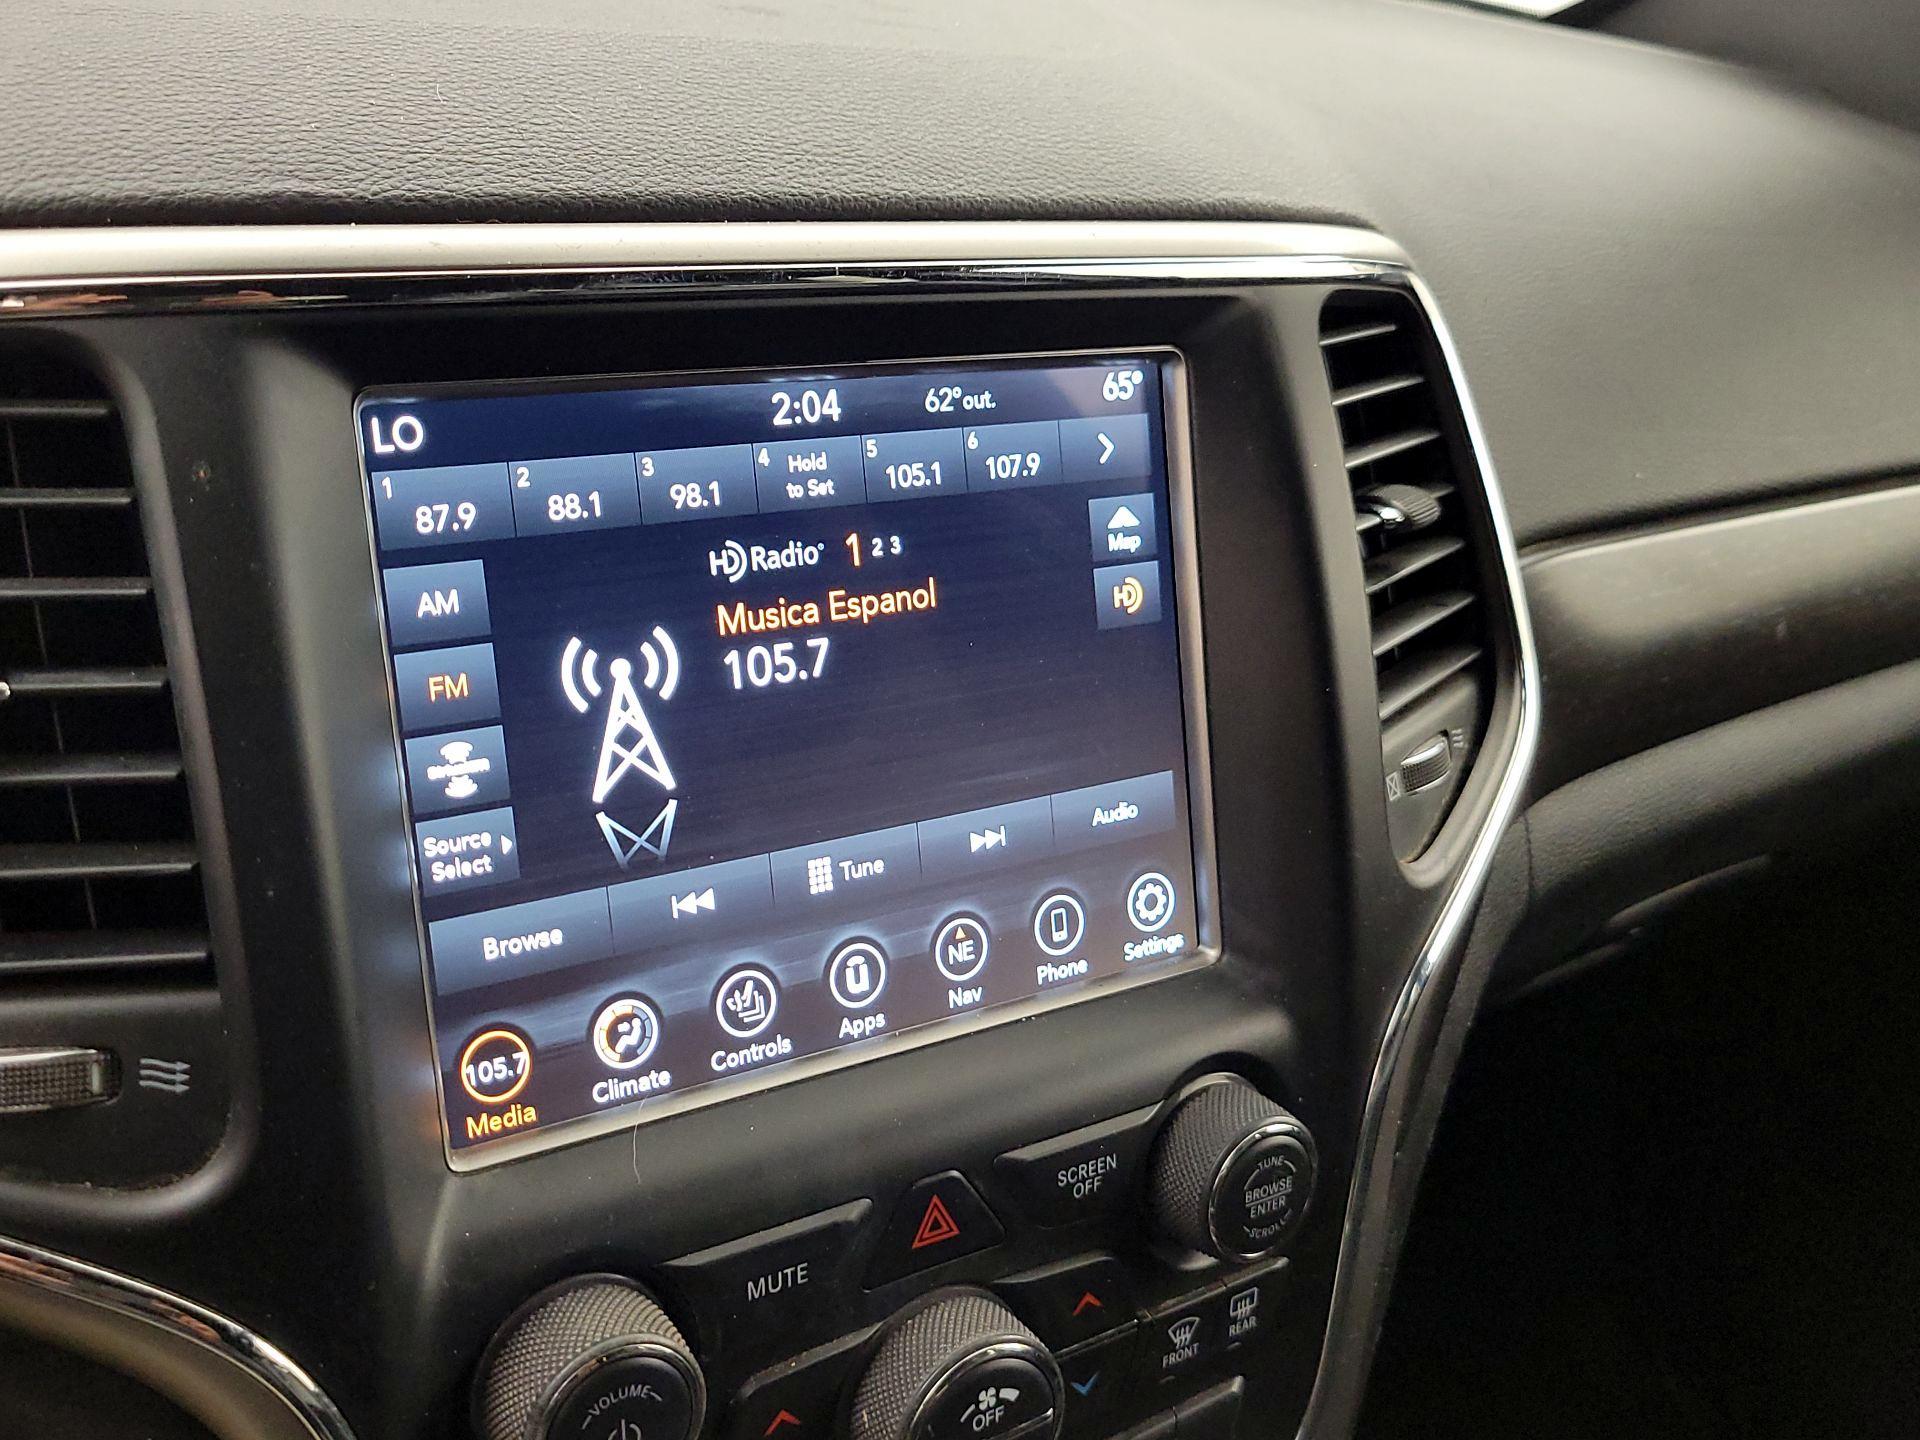 LO
2:04
62° out.
65°
1 87.9
2 88.1
3 98.1
4 Hold to Set
5 105.1
6 107.9
HD Radio 1 2 3
Map
HD
AM
FM
Musica Espanol
105.7
Source
Select
Browse
Tune
Audio
105.7
Media
Climate
Controls
Apps
NE
Nav
Phone
Settings
MUTE
SCREEN
OFF
TUNE
BROWSE
ENTER
SCROLL
VOLUME
OFF
FRONT
REAR